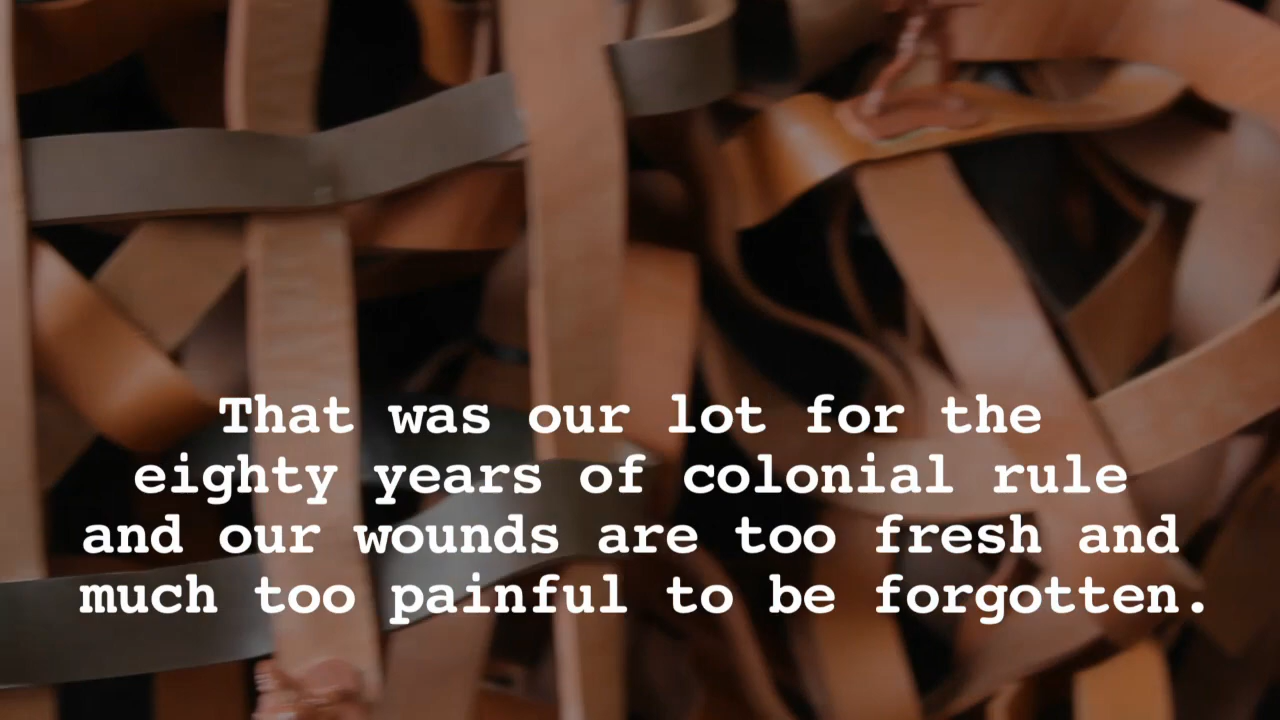 That was our lot for the
eighty years of colonial rule
and our wounds are too fresh and
much too painful to be forgotten.